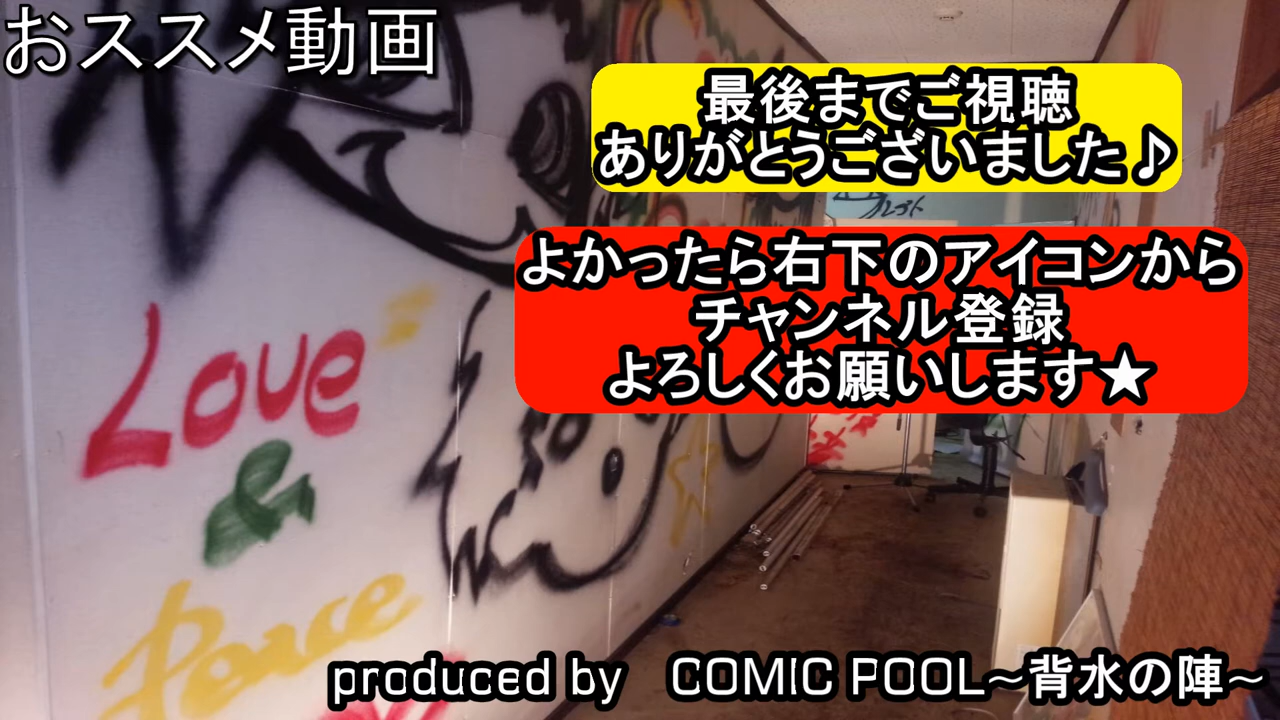 おススメ動画
最後までご視聴
ありがとうございました♪
よかったら右下のアイコンから
チャンネル登録
よろしくお願いします★
Love
&
Peace
produced by　COMIC POOL~背水の陣~